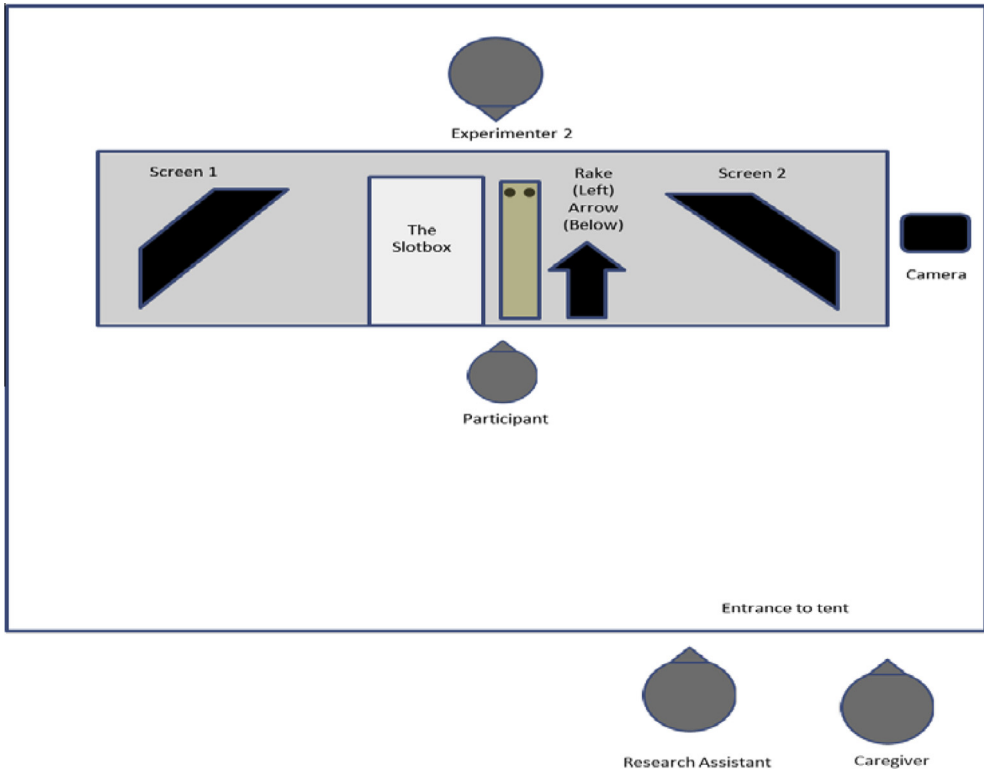 Experimenter 2
Screen 1
The
Slotbox
Rake
(Left)
Arrow
(Below)
Screen 2
Camera
Participant
Entrance to tent
Research Assistant
Caregiver